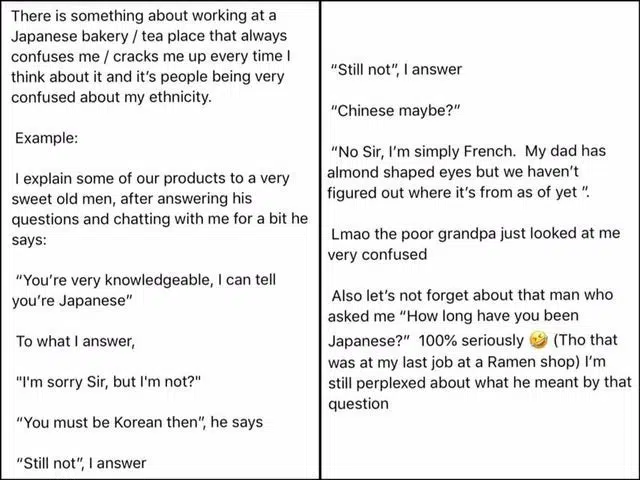 There is something about working at a
Japanese bakery / tea place that always
confuses me / cracks me up every time I
think about it and it’s people being very
confused about my ethnicity.
Example:
I explain some of our products to a very
sweet old men, after answering his
questions and chatting with me for a bit he
says:
“You’re very knowledgeable, I can tell
you’re Japanese”
To what I answer,
"I'm sorry Sir, but I'm not?"
“You must be Korean then”, he says
“Still not”, I answer
“Still not”, I answer
“Chinese maybe?”
“No Sir, I’m simply French. My dad has
almond shaped eyes but we haven’t
figured out where it’s from as of yet ”.
Lmao the poor grandpa just looked at me
very confused
Also let’s not forget about that man who
asked me “How long have you been
Japanese?” 100% seriously 🤣 (Tho that
was at my last job at a Ramen shop) I’m
still perplexed about what he meant by that
question